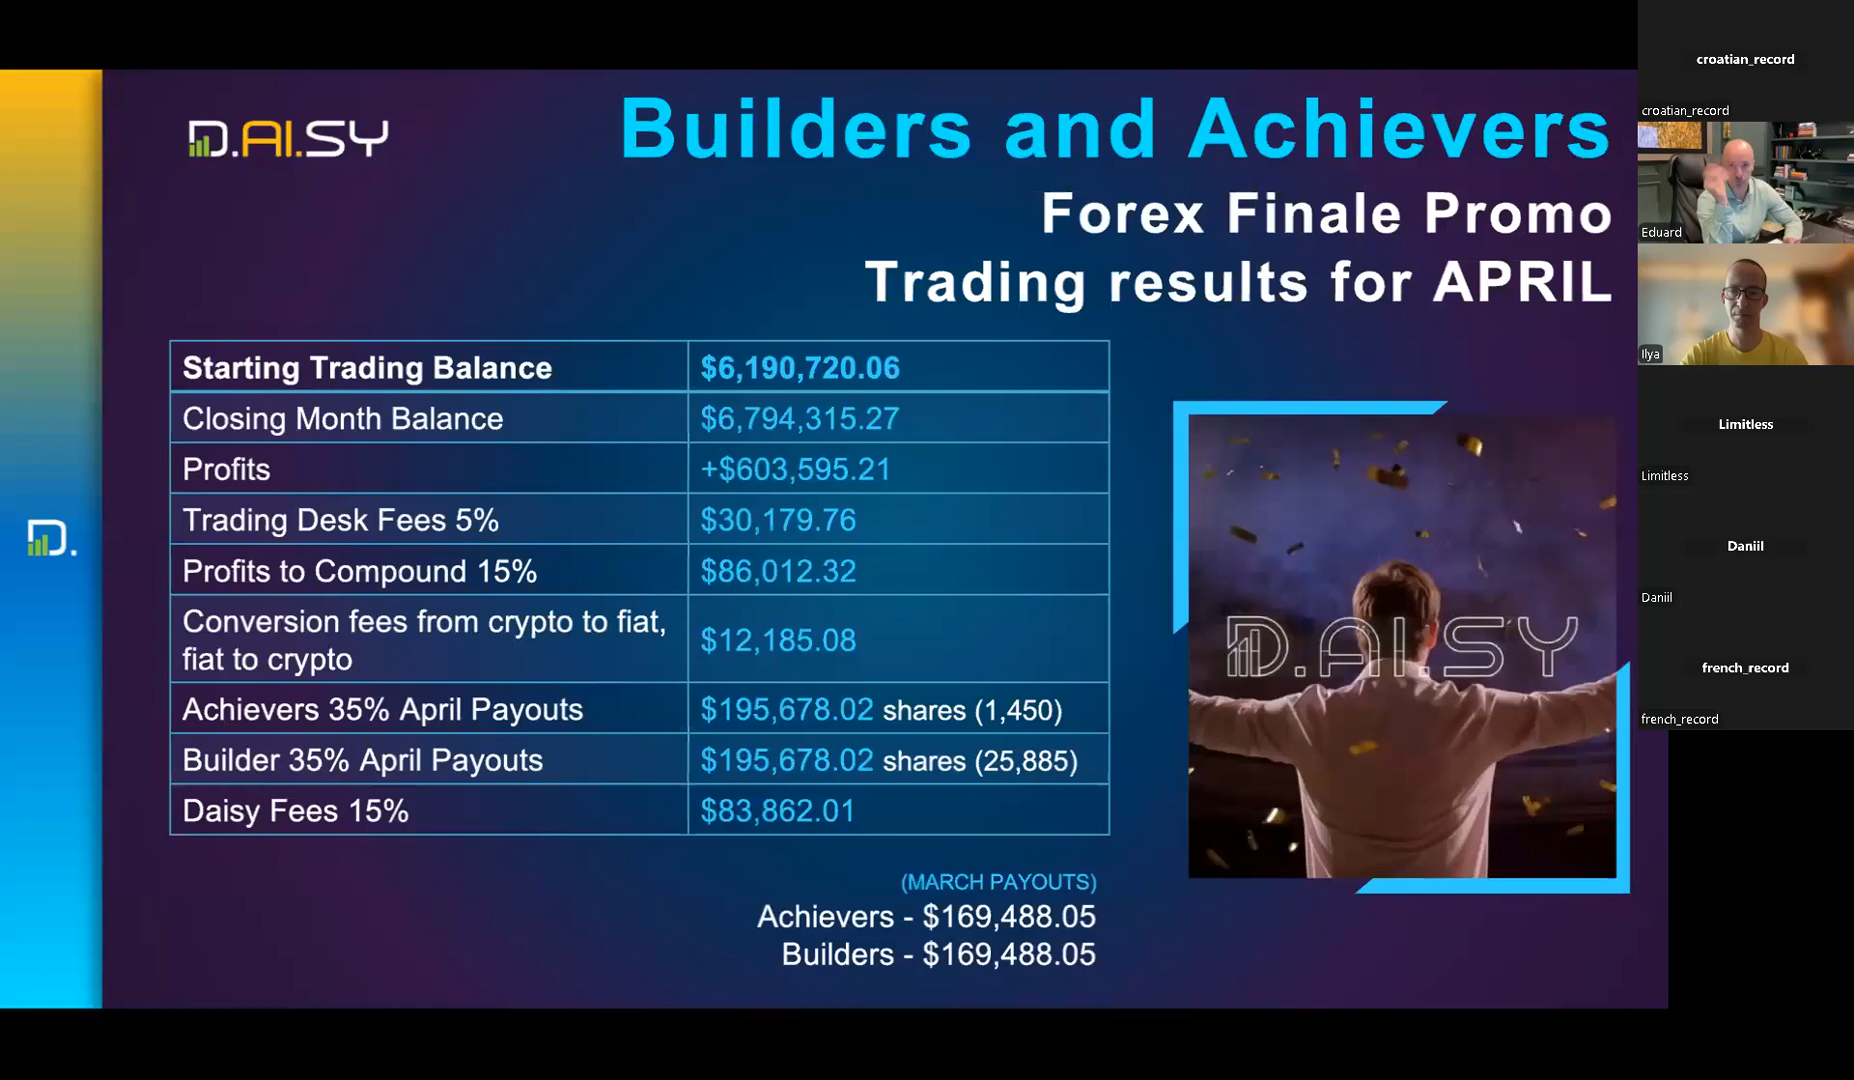 D.AI.SY
Builders and Achievers
Forex Finale Promo
Trading results for APRIL
Starting Trading Balance $6,190,720.06
Closing Month Balance $6,794,315.27
Profits +$603,595.21
Trading Desk Fees 5% $30,179.76
Profits to Compound 15% $86,012.32
Conversion fees from crypto to fiat,
fiat to crypto $12,185.08
Achievers 35% April Payouts $195,678.02 shares (1,450)
Builder 35% April Payouts $195,678.02 shares (25,885)
Daisy Fees 15% $83,862.01
(MARCH PAYOUTS)
Achievers - $169,488.05
Builders - $169,488.05
D.
D.AI.SY
croatian_record
croatian_record
Eduard
Ilya
Limitless
Limitless
Daniil
Daniil
french_record
french_record